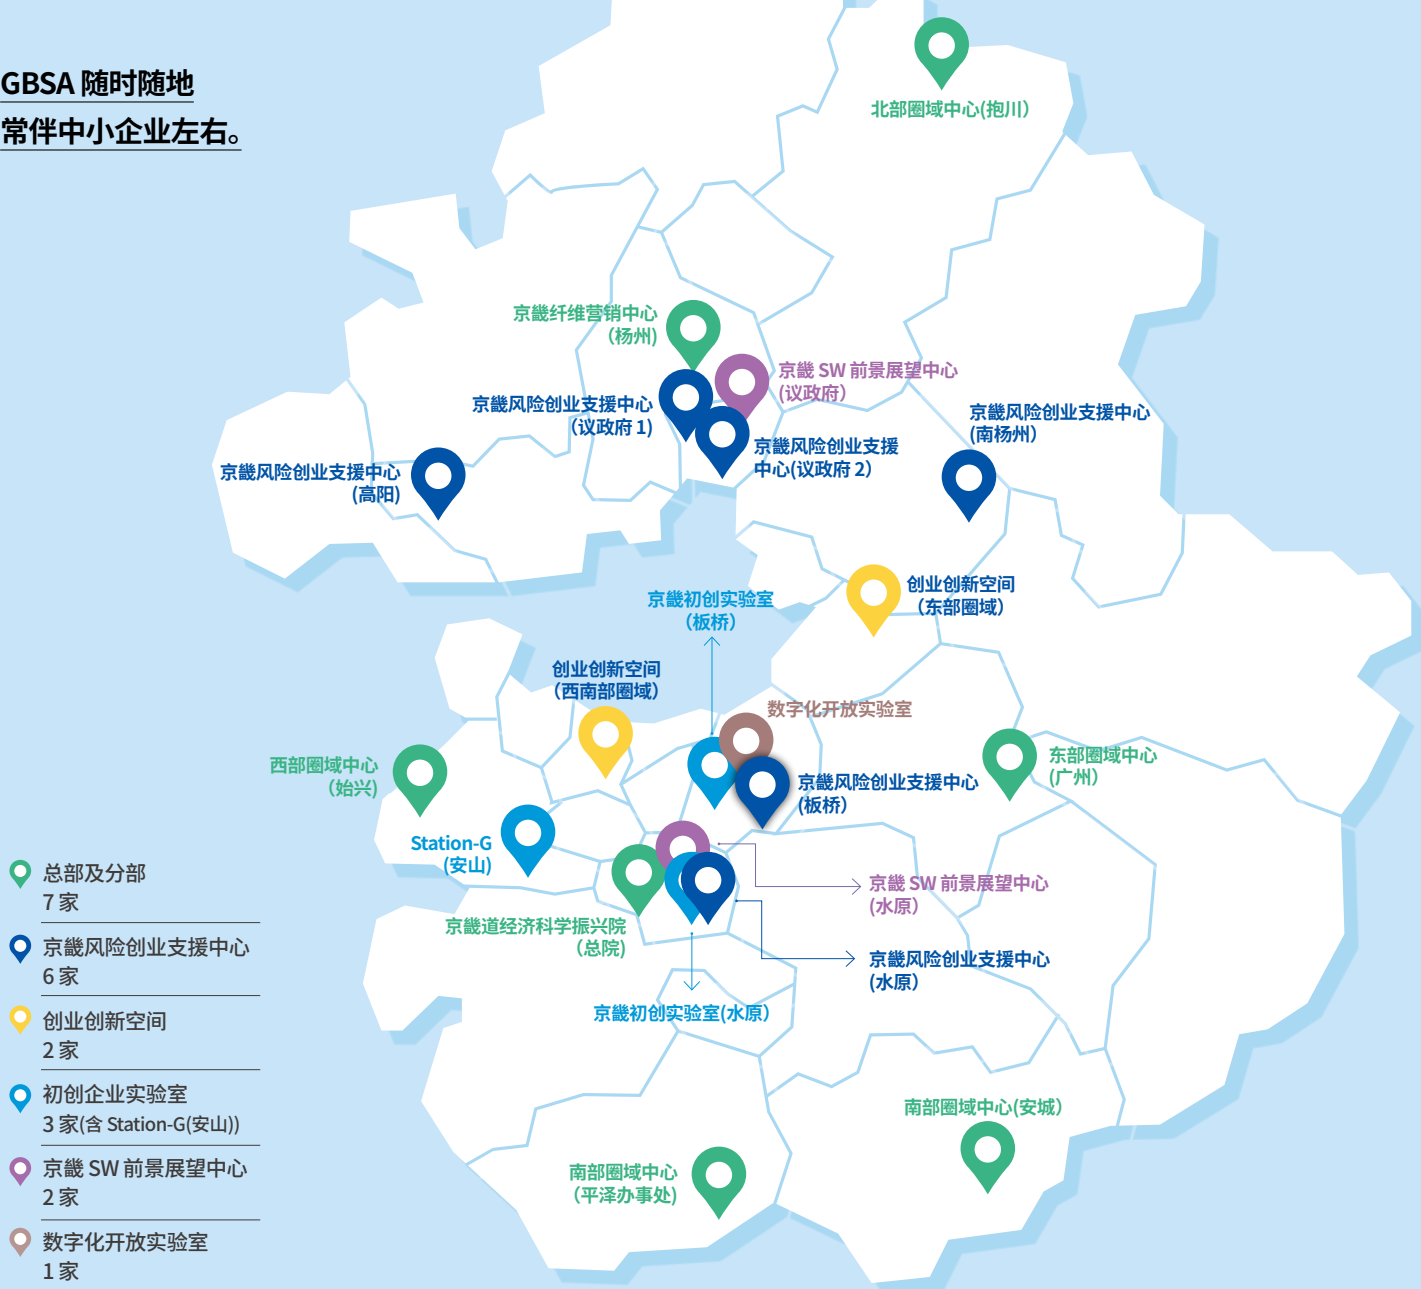 GBSA 随时随地
常伴中小企业左右。
北部圈域中心(抱川）
京畿纤维营销中心
（杨州)
京畿 SW 前景展望中心
(议政府）
京畿风险创业支援中心
（议政府 1)
京畿风险创业支援中心
(南杨州）
京畿风险创业支援
中心(议政府 2）
京畿风险创业支援中心
(高阳)
创业创新空间
（东部圈域）
京畿初创实验室
（板桥）
创业创新空间
（西南部圈域）
数字化开放实验室
西部圈域中心
（始兴)
东部圈域中心
(广州）
京畿风险创业支援中心
(板桥）
Station-G
(安山)
京畿 SW 前景展望中心
(水原）
京畿道经济科学振兴院
（总院)
京畿风险创业支援中心
(水原）
京畿初创实验室(水原）
南部圈域中心(安城）
南部圈域中心
（平泽办事处)
总部及分部
7 家
京畿风险创业支援中心
6 家
创业创新空间
2 家
初创企业实验室
3 家(含 Station-G(安山))
京畿 SW 前景展望中心
2 家
数字化开放实验室
1 家